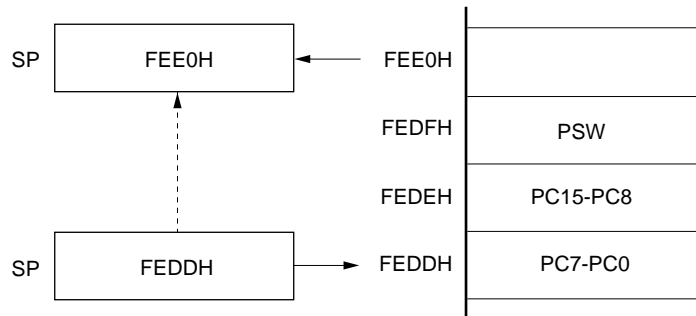 SP FEE0H FEE0H
FEDFH PSW
FEDEH PC15-PC8
SP FEDDH FEDDH PC7-PC0